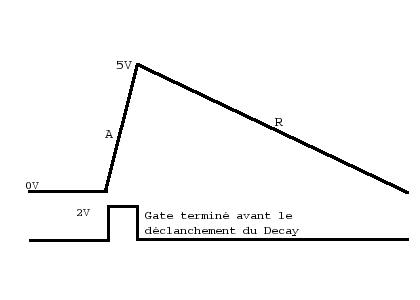 5V
R
A
0V
2V
Gate terminé avant le
déclanchement du Decay